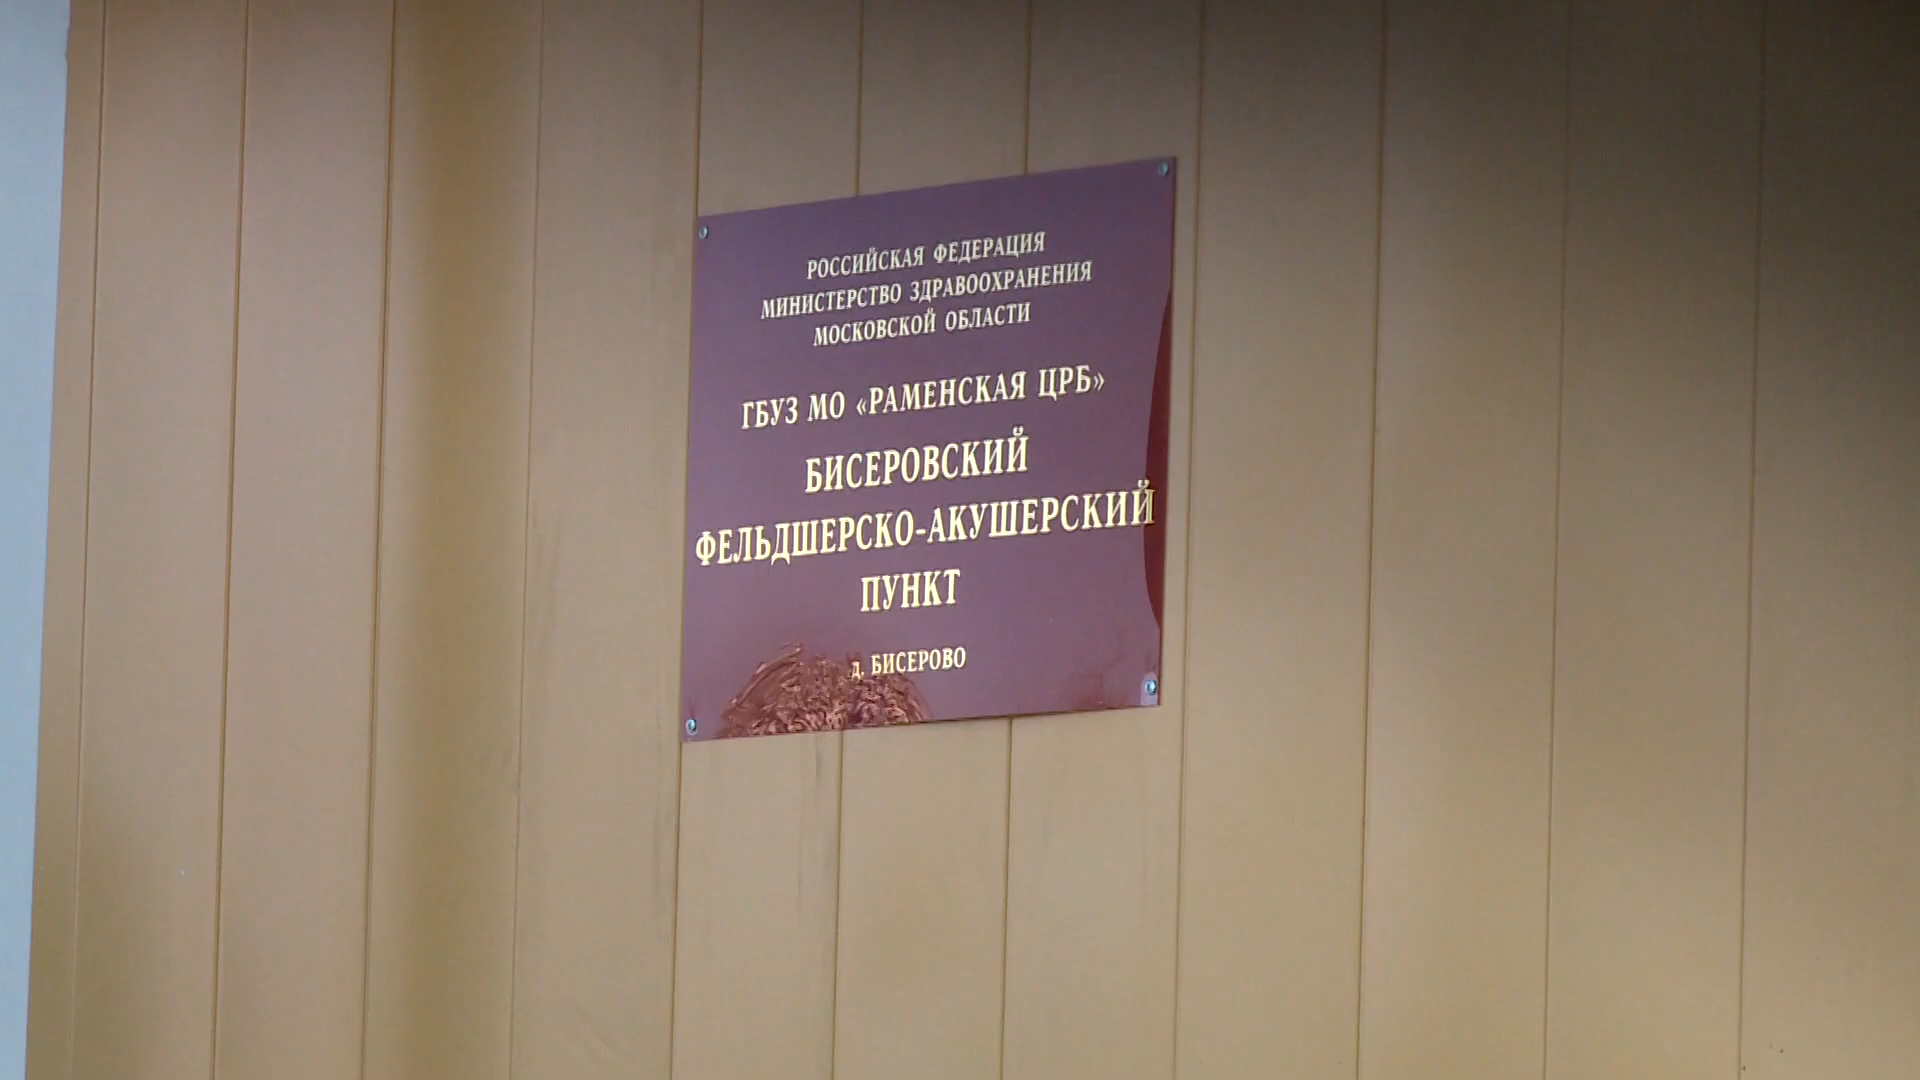 РОССИЙСКАЯ ФЕДЕРАЦИЯ
МИНИСТЕРСТВО ЗДРАВООХРАНЕНИЯ
МОСКОВСКОЙ ОБЛАСТИ
ГБУЗ МО «РАМЕНСКАЯ ЦРБ»
БИСЕРОВСКИЙ
ФЕЛЬДШЕРСКО-АКУШЕРСКИЙ
ПУНКТ
д. БИСЕРОВО